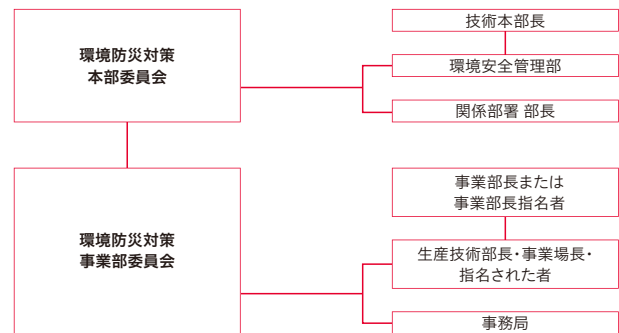 環境防災対策
本部委員会
技術本部長
環境安全管理部
関係部署 部長
環境防災対策
事業部委員会
事業部長または
事業部長指名者
生産技術部長・事業場長・
指名された者
事務局